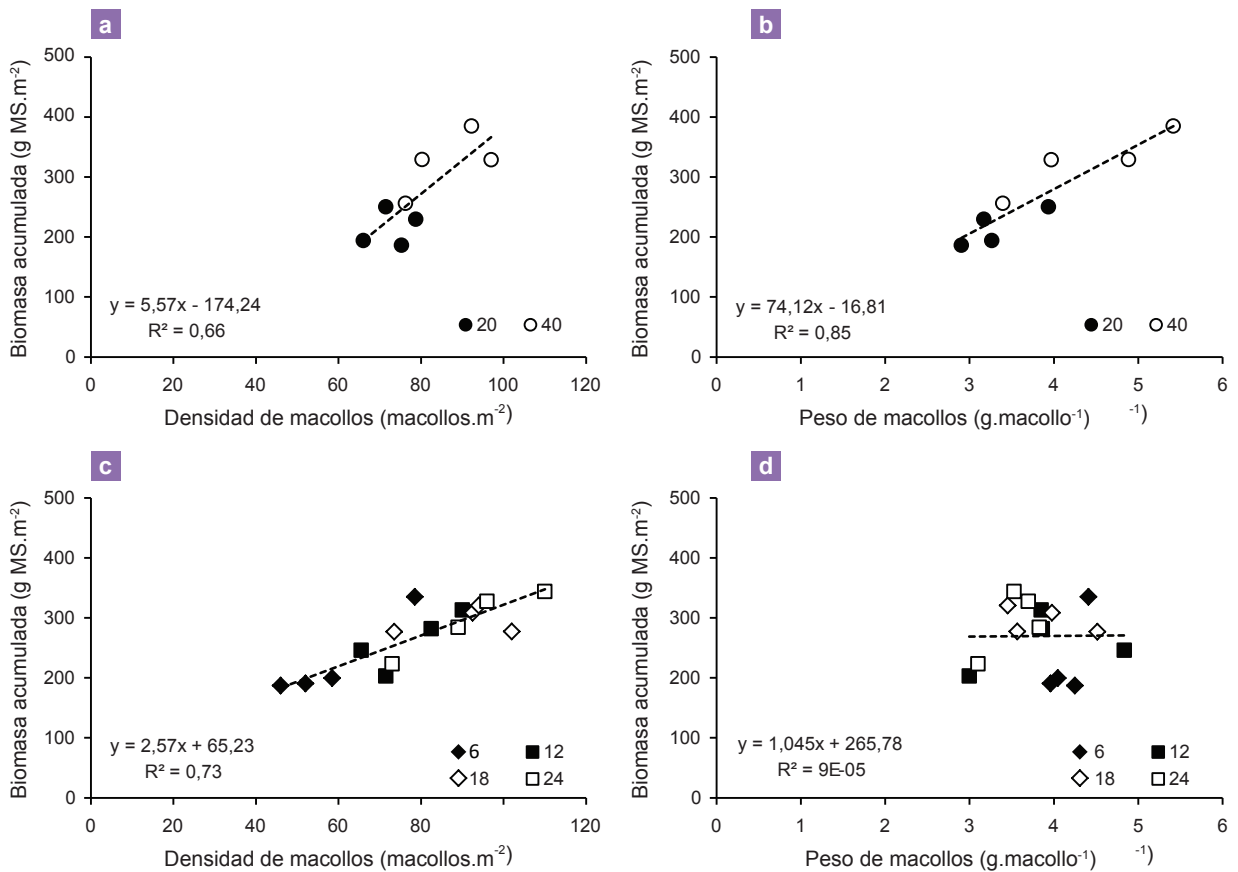 a
Biomasa acumulada (g MS.m-2)
500
400
300
200
100
0
y = 5,57x - 174,24
R² = 0,66
20 40
0 20 40 60 80 100 120
Densidad de macollos (macollos.m-2)
b
Biomasa acumulada (g MS.m-2)
500
400
300
200
100
0
y = 74,12x - 16,81
R² = 0,85
20 40
0 1 2 3 4 5 6
Peso de macollos (g.macollo-1) -1)
c
Biomasa acumulada (g MS.m-2)
500
400
300
200
100
0
y = 2,57x + 65,23
R² = 0,73
6 12
18 24
0 20 40 60 80 100 120
Densidad de macollos (macollos.m-2)
d
Biomasa acumulada (g MS.m-2)
500
400
300
200
100
0
y = 1,045x + 265,78
R² = 9E-05
6 12
18 24
0 1 2 3 4 5 6
Peso de macollos (g.macollo-1) -1)